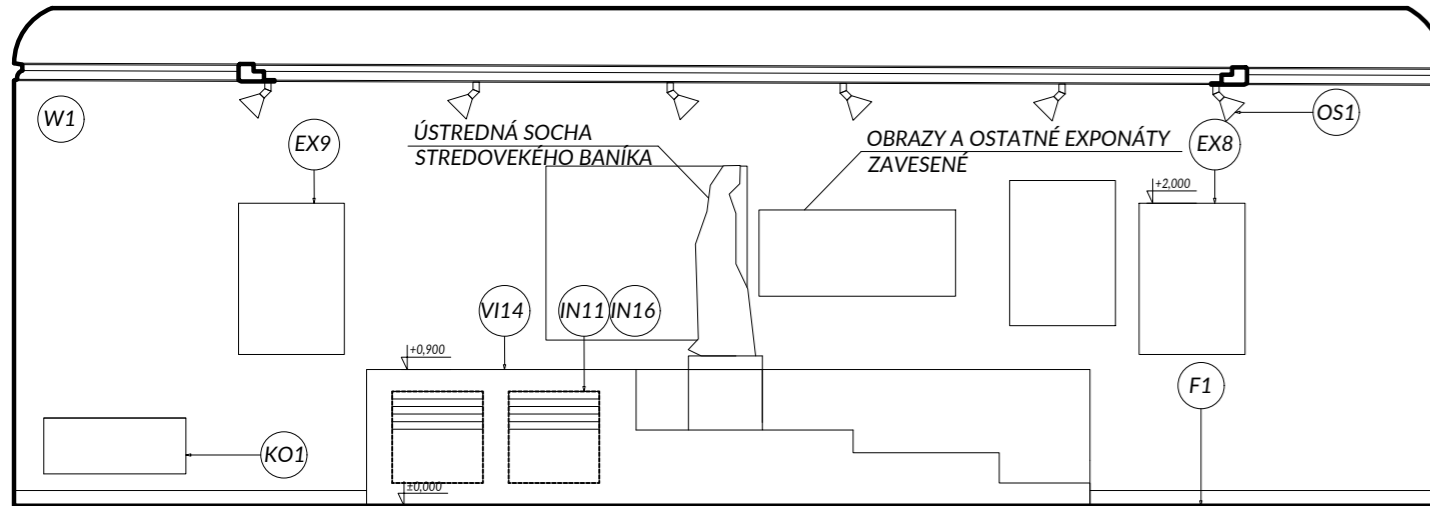 W1
OS1
EX9
ÚSTREDNÁ SOCHA
STREDOVEKÉHO BANÍKA
OBRAZY A OSTATNÉ EXPONÁTY
ZAVESENÉ
EX8
+2,000
VI14
IN11
IN16
+0,900
F1
KO1
±0,000